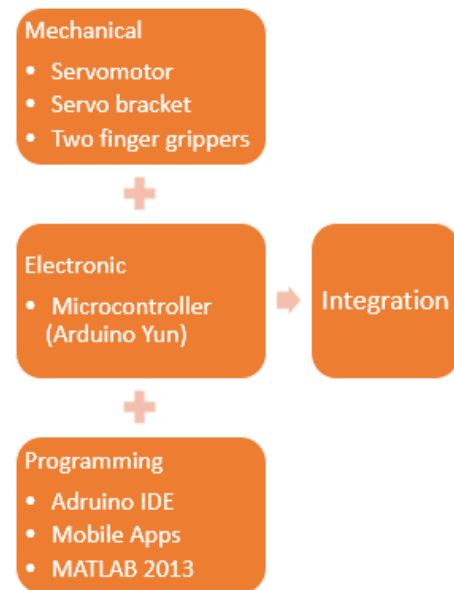 Mechanical
• Servomotor
• Servo bracket
• Two finger grippers
Electronic
• Microcontroller
(Arduino Yun)
Integration
Programming
• Adruino IDE
• Mobile Apps
• MATLAB 2013